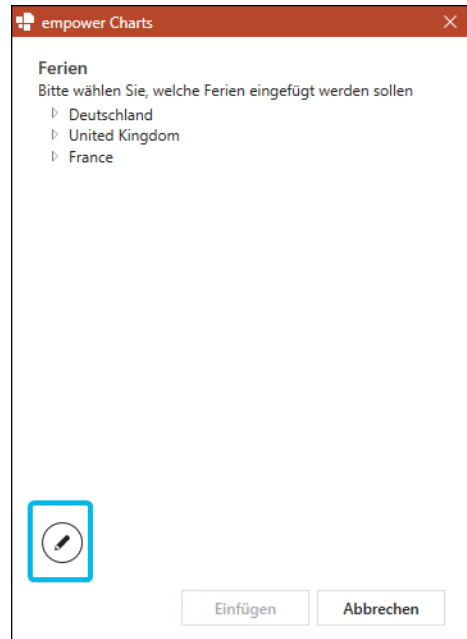 empower Charts
Ferien
Bitte wählen Sie, welche Ferien eingefügt werden sollen
Deutschland
United Kingdom
France
Einfügen Abbrechen